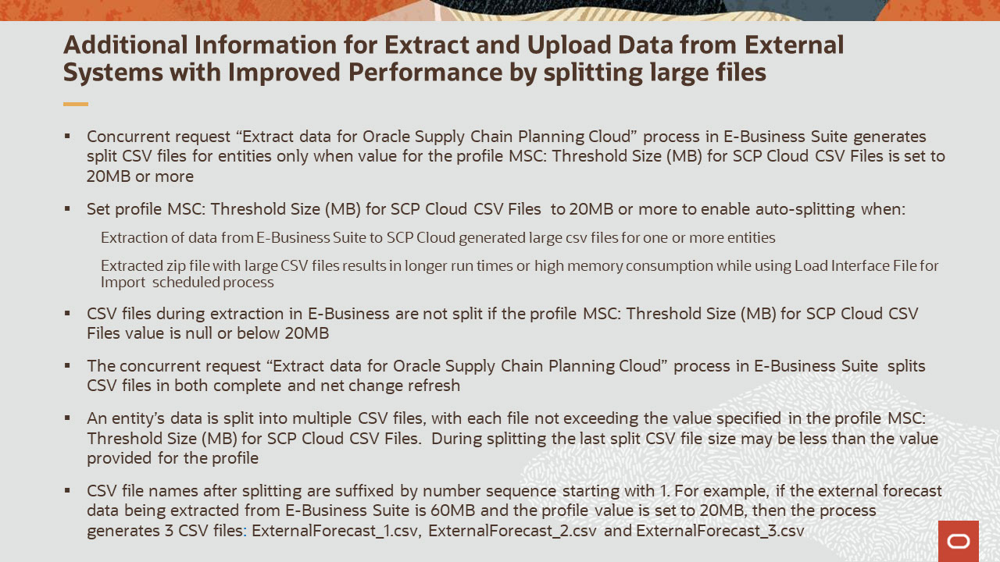 Additional Information for Extract and Upload Data from External
Systems with Improved Performance by splitting large files
▪ Concurrent request “Extract data for Oracle Supply Chain Planning Cloud” process in E-Business Suite generates
split CSV files for entities only when value for the profile MSC: Threshold Size (MB) for SCP Cloud CSV Files is set to
20MB or more
▪ Set profile MSC: Threshold Size (MB) for SCP Cloud CSV Files to 20MB or more to enable auto-splitting when:
Extraction of data from E-Business Suite to SCP Cloud generated large csv files for one or more entities
Extracted zip file with large CSV files results in longer run times or high memory consumption while using Load Interface File for
Import scheduled process
▪ CSV files during extraction in E-Business are not split if the profile MSC: Threshold Size (MB) for SCP Cloud CSV
Files value is null or below 20MB
▪ The concurrent request “Extract data for Oracle Supply Chain Planning Cloud” process in E-Business Suite splits
CSV files in both complete and net change refresh
▪ An entity’s data is split into multiple CSV files, with each file not exceeding the value specified in the profile MSC:
Threshold Size (MB) for SCP Cloud CSV Files. During splitting the last split CSV file size may be less than the value
provided for the profile
▪ CSV file names after splitting are suffixed by number sequence starting with 1. For example, if the external forecast
data being extracted from E-Business Suite is 60MB and the profile value is set to 20MB, then the process
generates 3 CSV files: ExternalForecast_1.csv, ExternalForecast_2.csv and ExternalForecast_3.csv